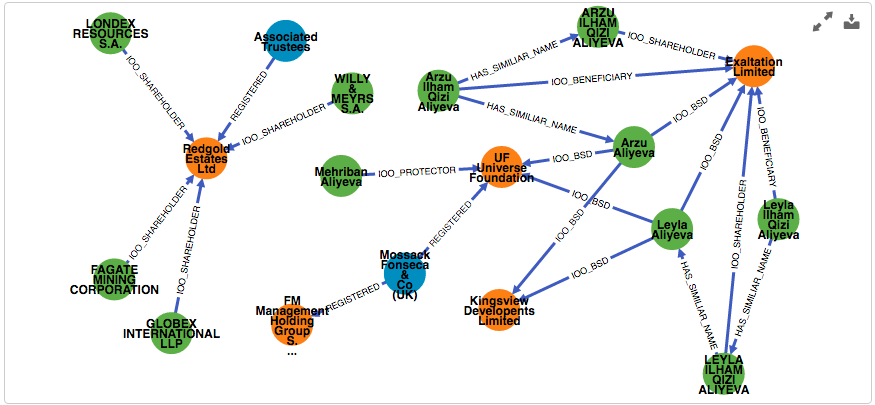 LONDEX
RESOURCES
S.A.
Associated
Trustees
WILLY
&
MEYRS
S.A.
IOO_SHAREHOLDER
REGISTERED
IOO_SHAREHOLDER
Redgold
Estates
Ltd
IOO_SHAREHOLDER
IOO_SHAREHOLDER
FAGATE
MINING
CORPORATION
GLOBEX
INTERNATIONAL
LLP
ARZU
ILHAM
QIZI
ALIYEVA
HAS_SIMILIAR_NAME
IOO_SHAREHOLDER
Exaltation
Limited
Arzu
Ilham
Qizi
Aliyeva
IOO_BENEFICIARY
HAS_SIMILIAR_NAME
IOO_BSD
Arzu
Aliyeva
IOO_BSD
UF
Universe
Foundation
Mehriban
Aliyeva
IOO_PROTECTOR
IOO_BSD
IOO_BSD
IOO_BSD
IOO_BENEFICIARY
IOO_SHAREHOLDER
Leyla
Aliyeva
Leyla
Ilham
Qizi
Aliyeva
REGISTERED
Mossack
Fonseca
&
Co
(UK)
IOO_BSD
HAS_SIMILIAR_NAME
HAS_SIMILIAR_NAME
REGISTERED
FM
Management
Holding
Group
S.
...
Kingsview
Developents
Limited
LEYLA
ILHAM
QIZI
ALIYEVA